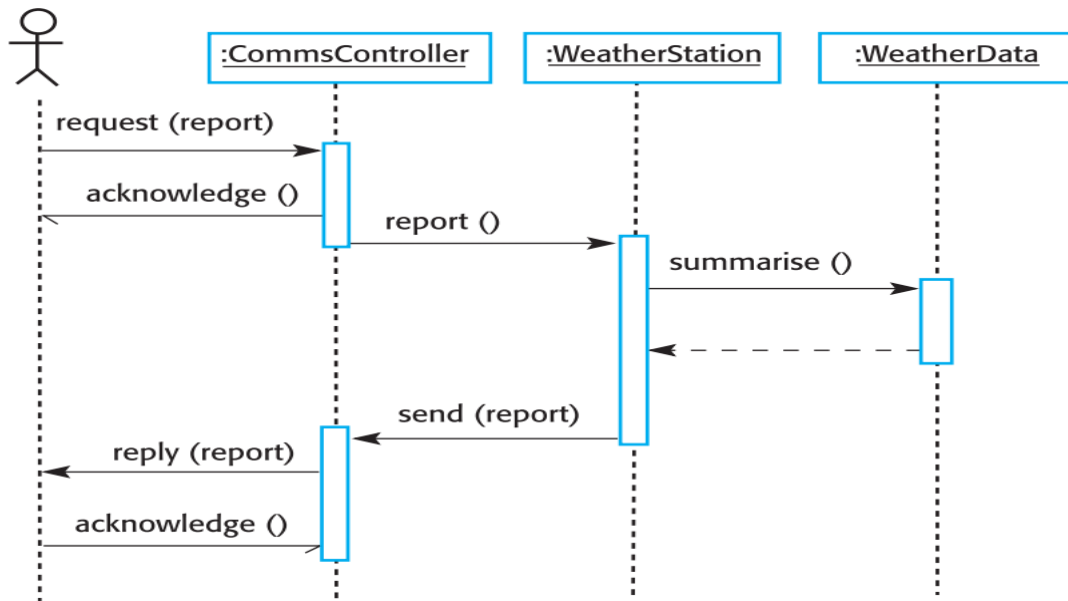 :CommsController
:WeatherStation
:WeatherData
request (report)
acknowledge ()
report ()
summarise ()
send (report)
reply (report)
acknowledge ()